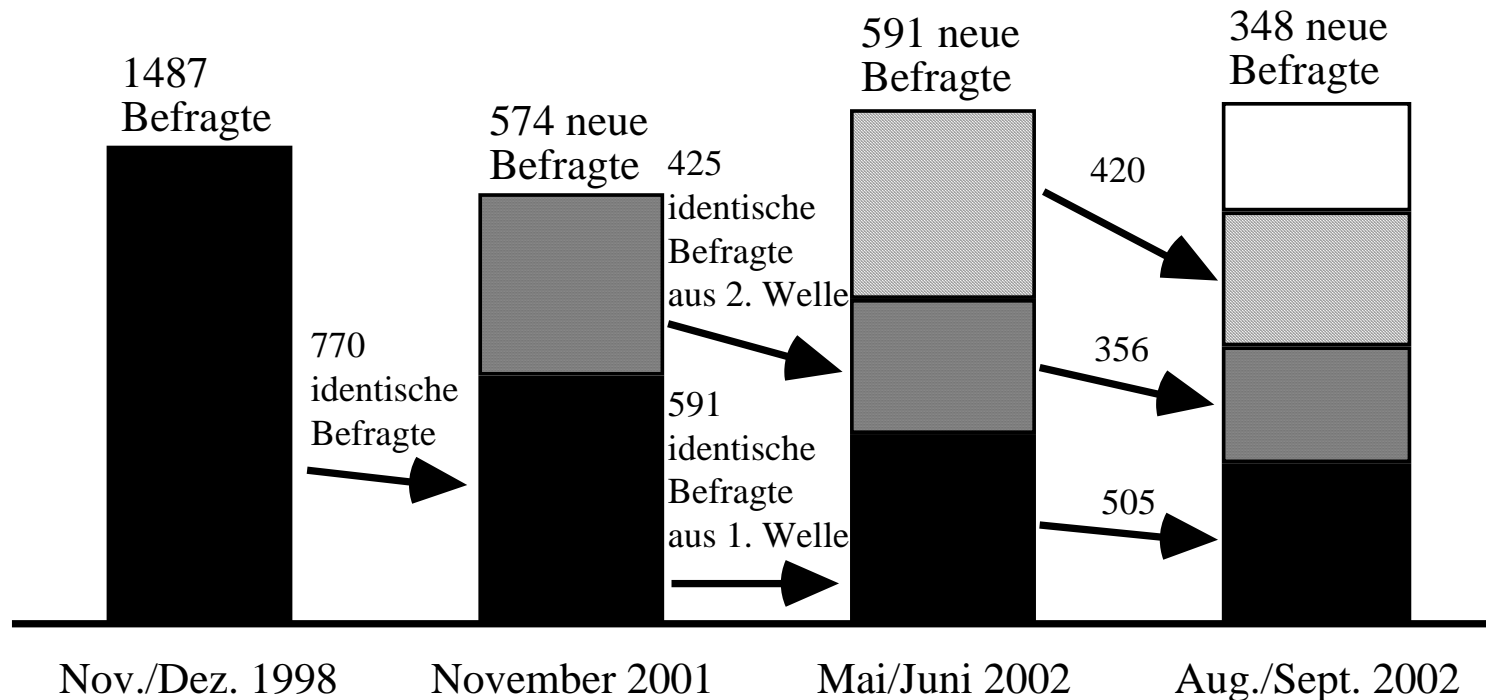 1487
Befragte
770
identische
Befragte
574 neue
Befragte
425
identische
Befragte
aus 2. Welle
591
identische
Befragte
aus 1. Welle
591 neue
Befragte
420
356
505
348 neue
Befragte
Nov./Dez. 1998
November 2001
Mai/Juni 2002
Aug./Sept. 2002